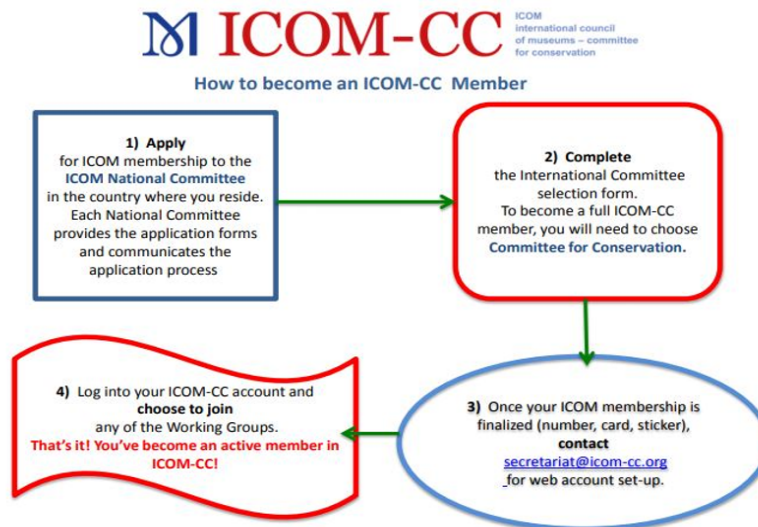 ICOM-CC
ICOM
international council
of museums – committee
for conservation
How to become an ICOM-CC Member
1) Apply
for ICOM membership to the
ICOM National Committee
in the country where you reside.
Each National Committee
provides the application forms
and communicates the
application process
2) Complete
the International Committee
selection form.
To become a full ICOM-CC
member, you will need to choose
Committee for Conservation.
3) Once your ICOM membership is
finalized (number, card, sticker),
contact
secretariat@icom-cc.org
for web account set-up.
4) Log into your ICOM-CC account and
choose to join
any of the Working Groups.
That’s it! You’ve become an active member in
ICOM-CC!